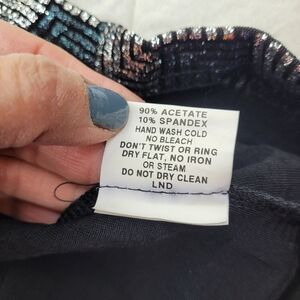 90% ACETATE
10% SPANDEX
HAND WASH COLD
NO BLEACH
DON'T TWIST OR RING
DRY FLAT, NO IRON
OR STEAM
DO NOT DRY CLEAN
LND